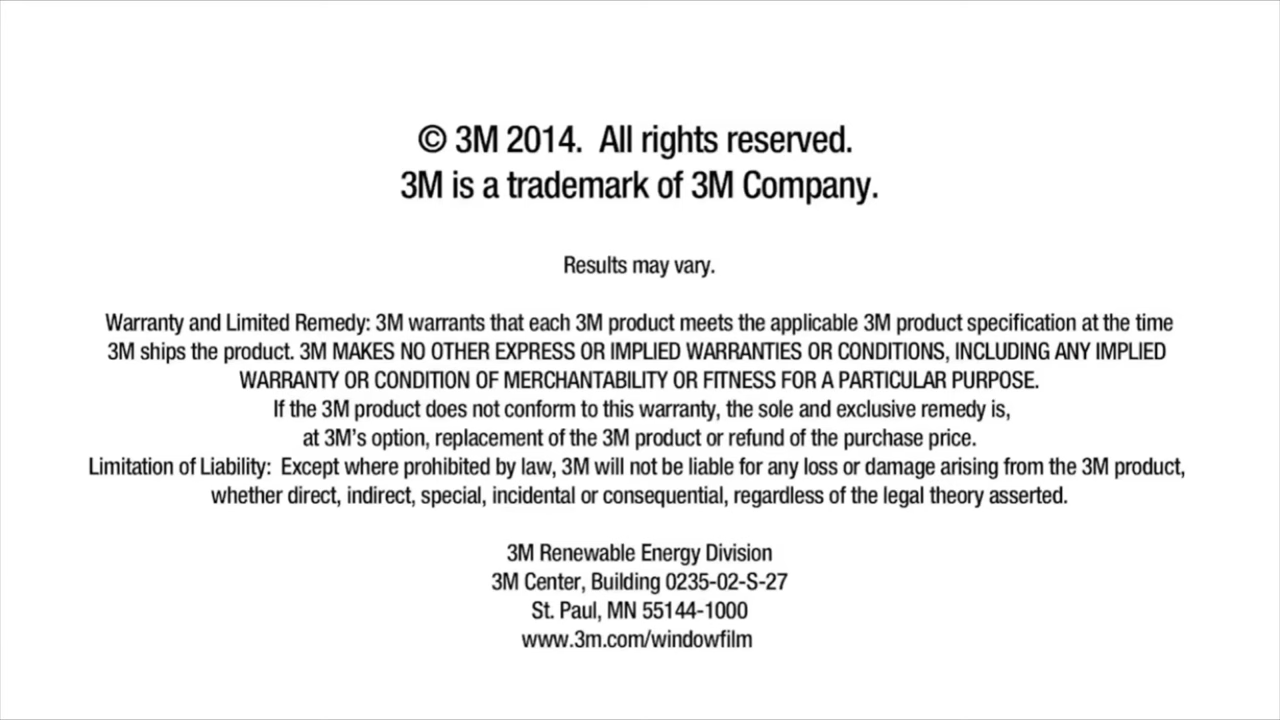 © 3M 2014.  All rights reserved.
3M is a trademark of 3M Company.
Results may vary.
Warranty and Limited Remedy: 3M warrants that each 3M product meets the applicable 3M product specification at the time
3M ships the product. 3M MAKES NO OTHER EXPRESS OR IMPLIED WARRANTIES OR CONDITIONS, INCLUDING ANY IMPLIED
WARRANTY OR CONDITION OF MERCHANTABILITY OR FITNESS FOR A PARTICULAR PURPOSE.
If the 3M product does not conform to this warranty, the sole and exclusive remedy is,
at 3M’s option, replacement of the 3M product or refund of the purchase price.
Limitation of Liability:  Except where prohibited by law, 3M will not be liable for any loss or damage arising from the 3M product,
whether direct, indirect, special, incidental or consequential, regardless of the legal theory asserted.
3M Renewable Energy Division
3M Center, Building 0235-02-S-27
St. Paul, MN 55144-1000
www.3m.com/windowfilm